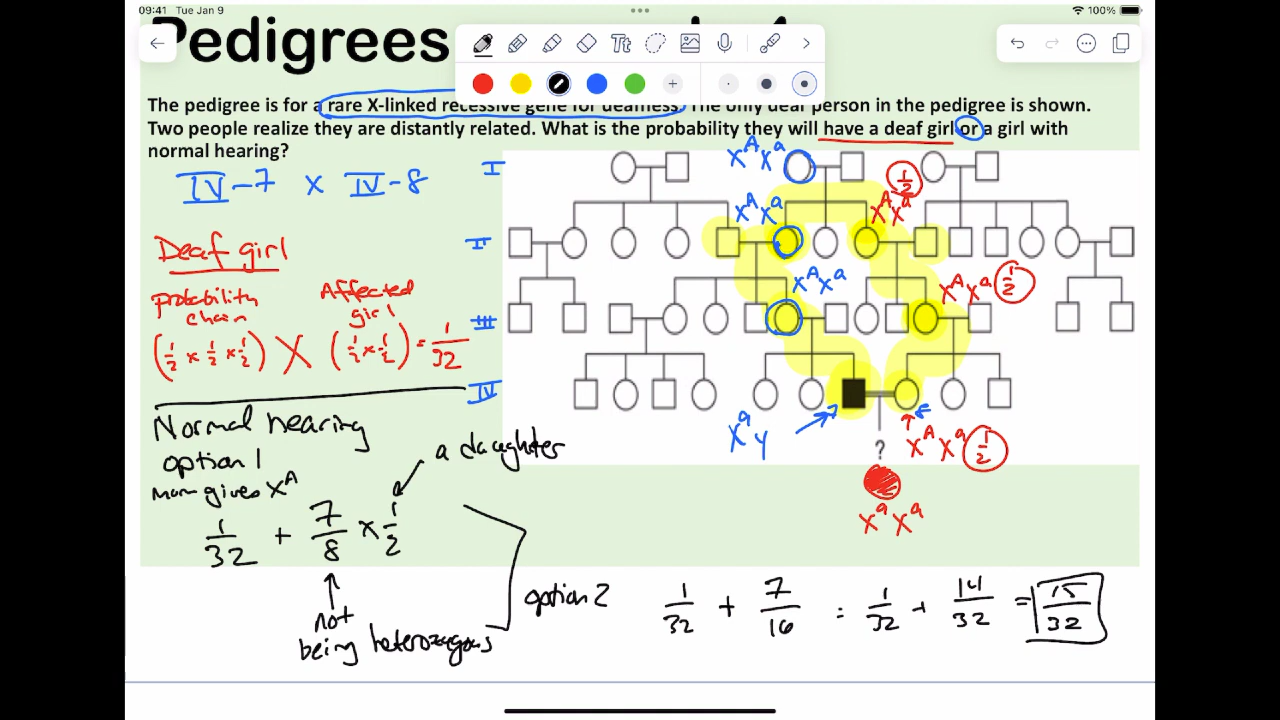 09:41 Tue Jan 9
100%
Pedigrees
Tt
The pedigree is for a rare X-linked recessive gene for deafness. The only deaf person in the pedigree is shown.
Two people realize they are distantly related. What is the probability they will have a deaf girl or a girl with
normal hearing?
IV-7 x IV-8
I
X^A X^a
1/2
X^A X^a
X^A X^a
II
Deaf girl
X^A X^a
X^A X^a 1/2
probability chain
Affected girl
III
(1/2 x 1/2 x 1/2) X (1/2 x 1/2) = 1/32
IV
Normal hearing
X^a Y
8
X^A X^a 1/2
?
a daughter
option 1
mom gives X^A
X^a X^a
1/32 + 7/8 x 1/2
option 2
1/32 + 7/16 = 1/32 + 14/32 = 15/32
not
being heterozygous